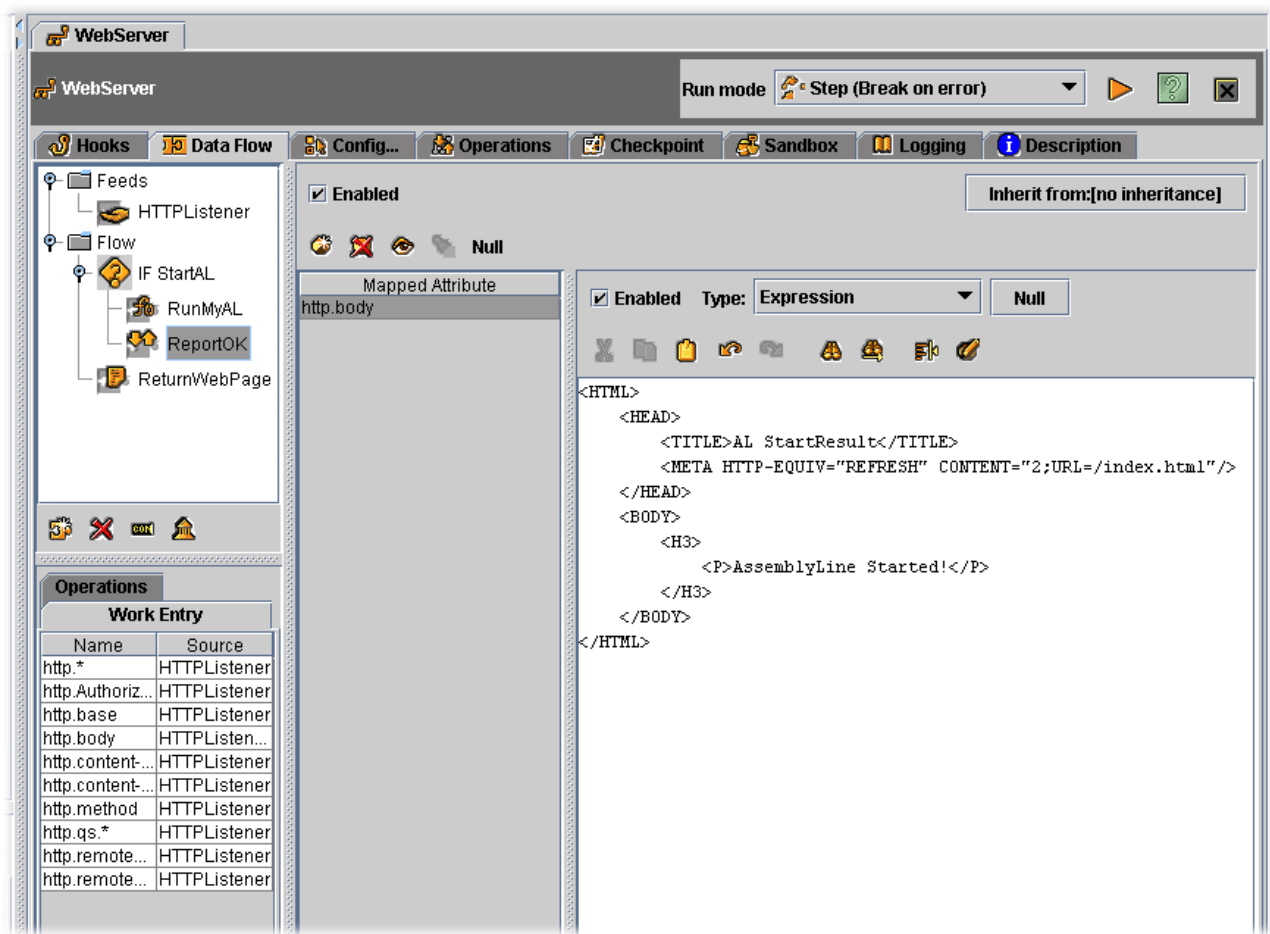 WebServer
WebServer
Run mode Step (Break on error)
Hooks Data Flow Config... Operations Checkpoint Sandbox Logging Description
Feeds
HTTPListener
Flow
IF StartAL
RunMyAL
ReportOK
ReturnWebPage
Enabled
Inherit from:[no inheritance]
Null
Mapped Attribute
http.body
Enabled Type: Expression Null
<HTML>
<HEAD>
<TITLE>AL StartResult</TITLE>
<META HTTP-EQUIV="REFRESH" CONTENT="2;URL=/index.html"/>
</HEAD>
<BODY>
<H3>
<P>AssemblyLine Started!</P>
</H3>
</BODY>
</HTML>
CON
Operations
Work Entry
Name Source
http.* HTTPListener
http.Authoriz... HTTPListener
http.base HTTPListener
http.body HTTPListen...
http.content-... HTTPListener
http.content-... HTTPListener
http.method HTTPListener
http.qs.* HTTPListener
http.remote... HTTPListener
http.remote... HTTPListener